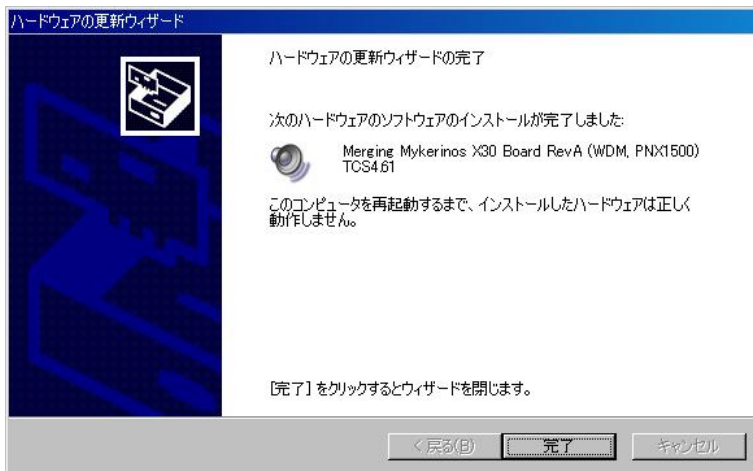 ハードウェアの更新ウィザード
ハードウェアの更新ウィザードの完了
次のハードウェアのソフトウェアのインストールが完了しました:
Merging Mykerinos X30 Board RevA (WDM, PNX1500)
TCS4.61
このコンピュータを再起動するまで、インストールしたハードウェアは正しく
動作しません。
[完了] をクリックするとウィザードを閉じます。
< 戻る(B)
完了
キャンセル